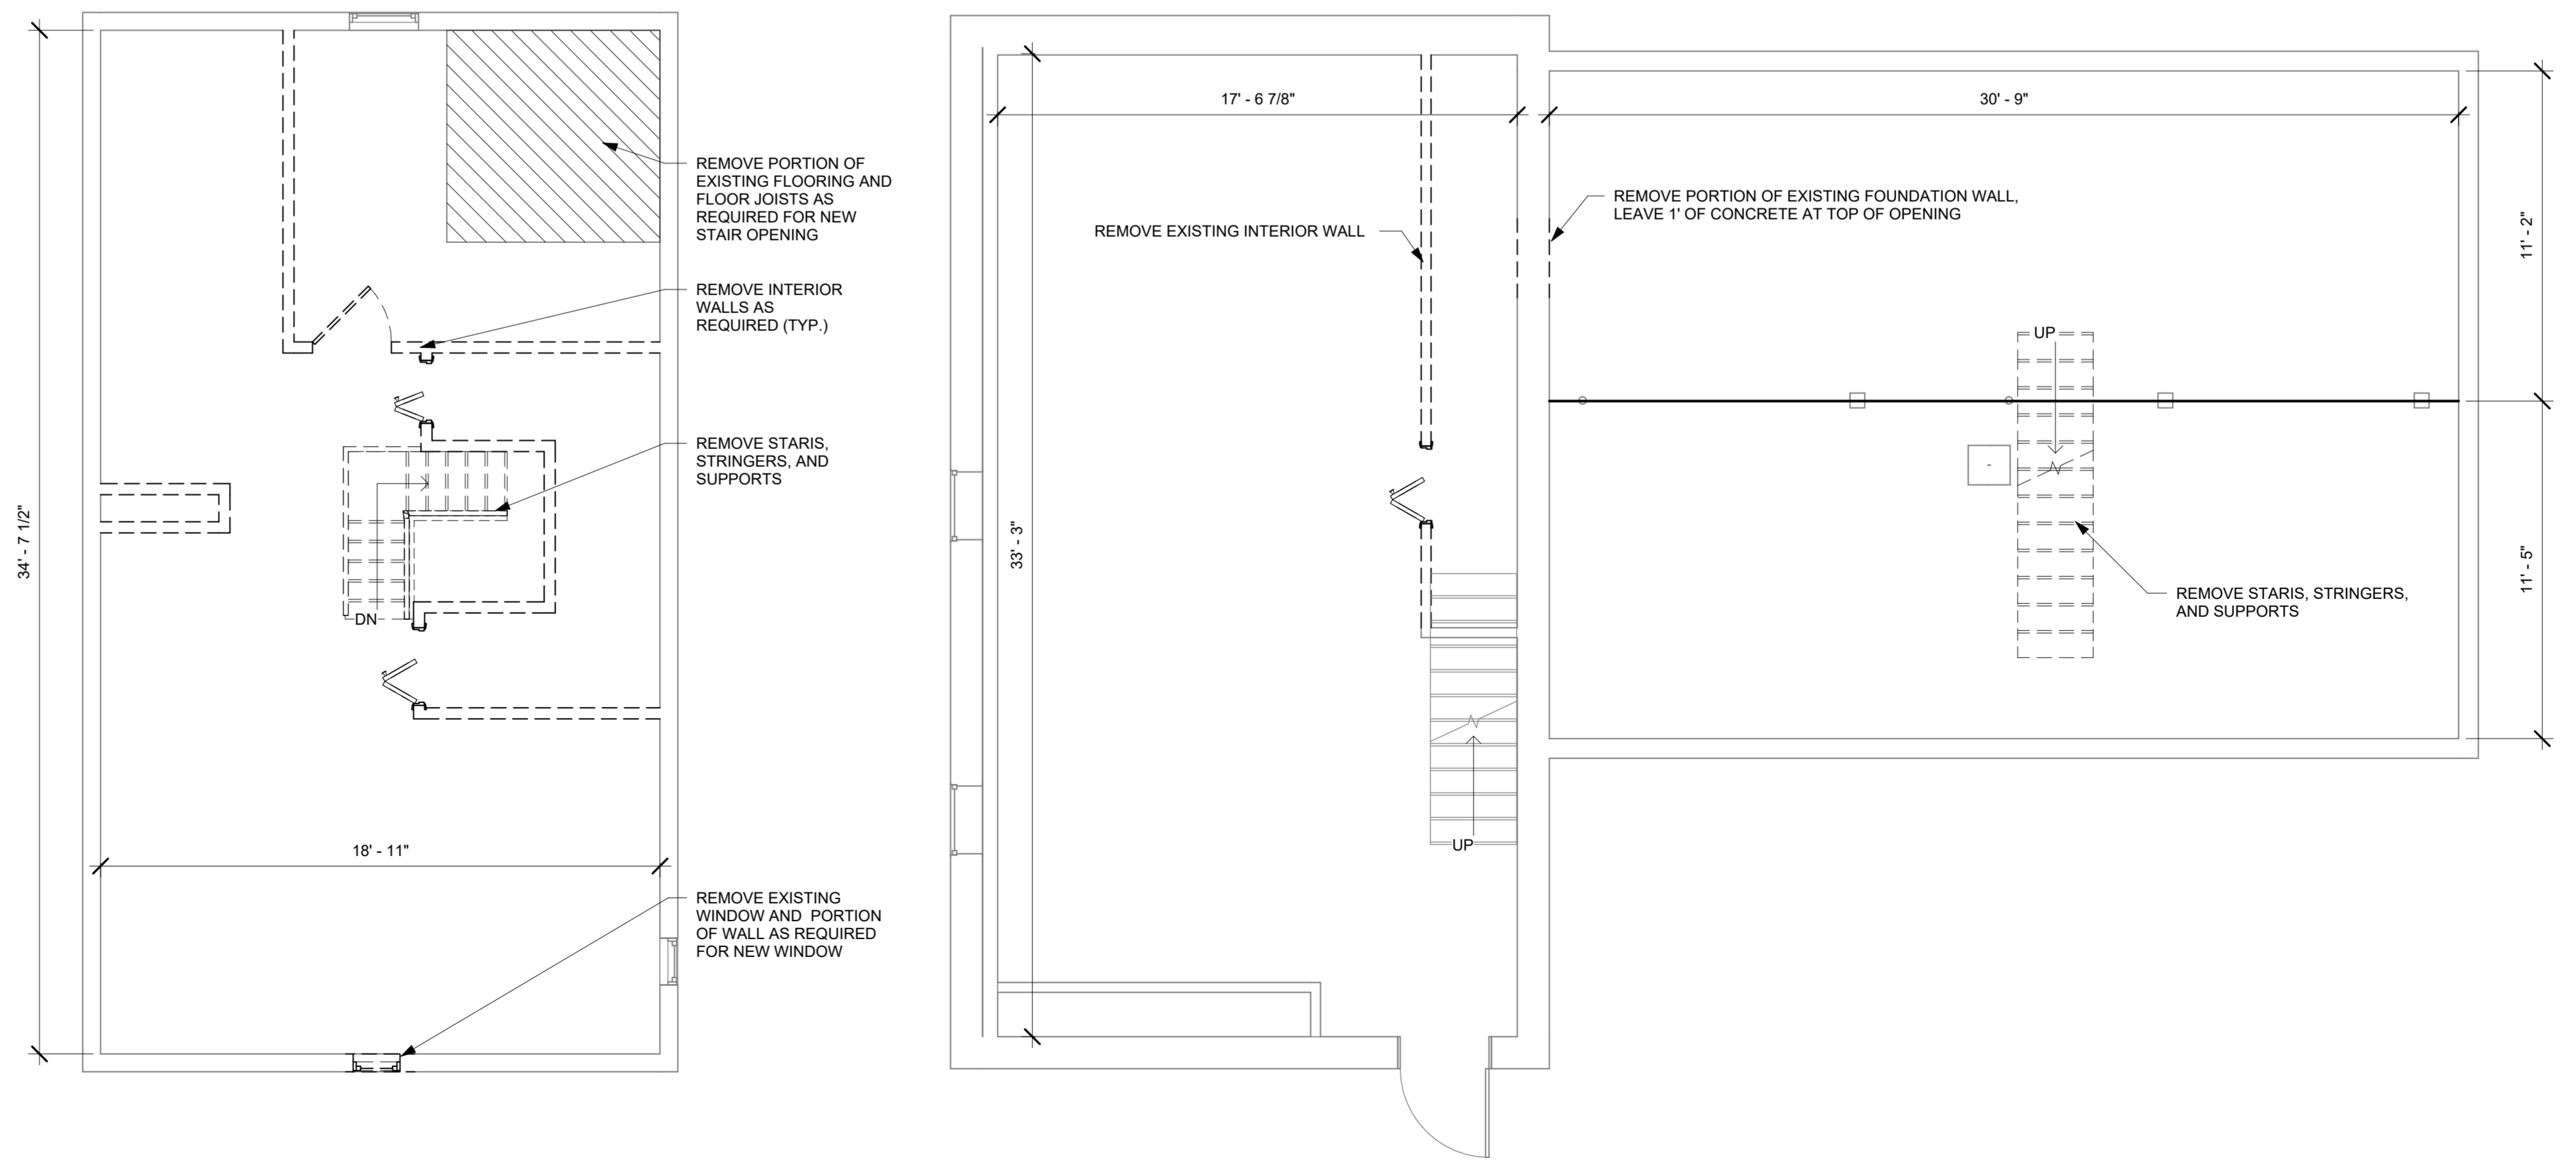 REMOVE PORTION OF
EXISTING FLOORING AND
FLOOR JOISTS AS
REQUIRED FOR NEW
STAIR OPENING
REMOVE INTERIOR
WALLS AS
REQUIRED (TYP.)
REMOVE STARIS,
STRINGERS, AND
SUPPORTS
34' - 7 1/2"
DN
18' - 11"
REMOVE EXISTING
WINDOW AND PORTION
OF WALL AS REQUIRED
FOR NEW WINDOW
17' - 6 7/8"
30' - 9"
REMOVE PORTION OF EXISTING FOUNDATION WALL,
LEAVE 1' OF CONCRETE AT TOP OF OPENING
REMOVE EXISTING INTERIOR WALL
11' - 2"
UP
33' - 3"
11' - 5"
REMOVE STARIS, STRINGERS,
AND SUPPORTS
UP